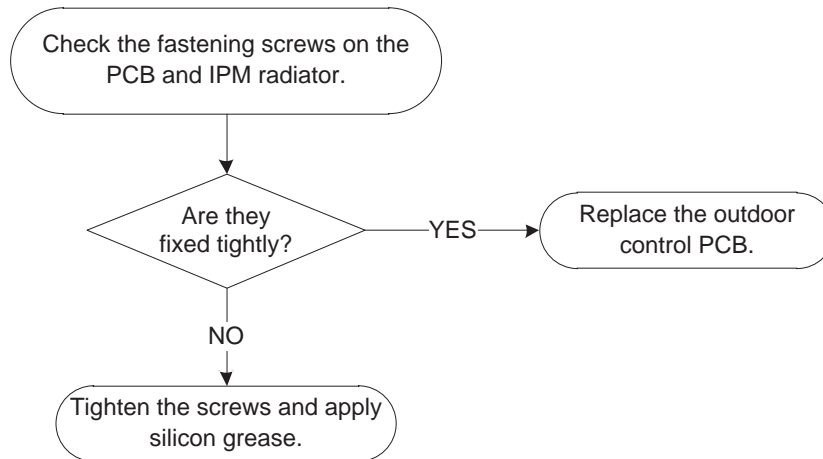 Check the fastening screws on the
PCB and IPM radiator.
Are they
fixed tightly?
YES
Replace the outdoor
control PCB.
NO
Tighten the screws and apply
silicon grease.